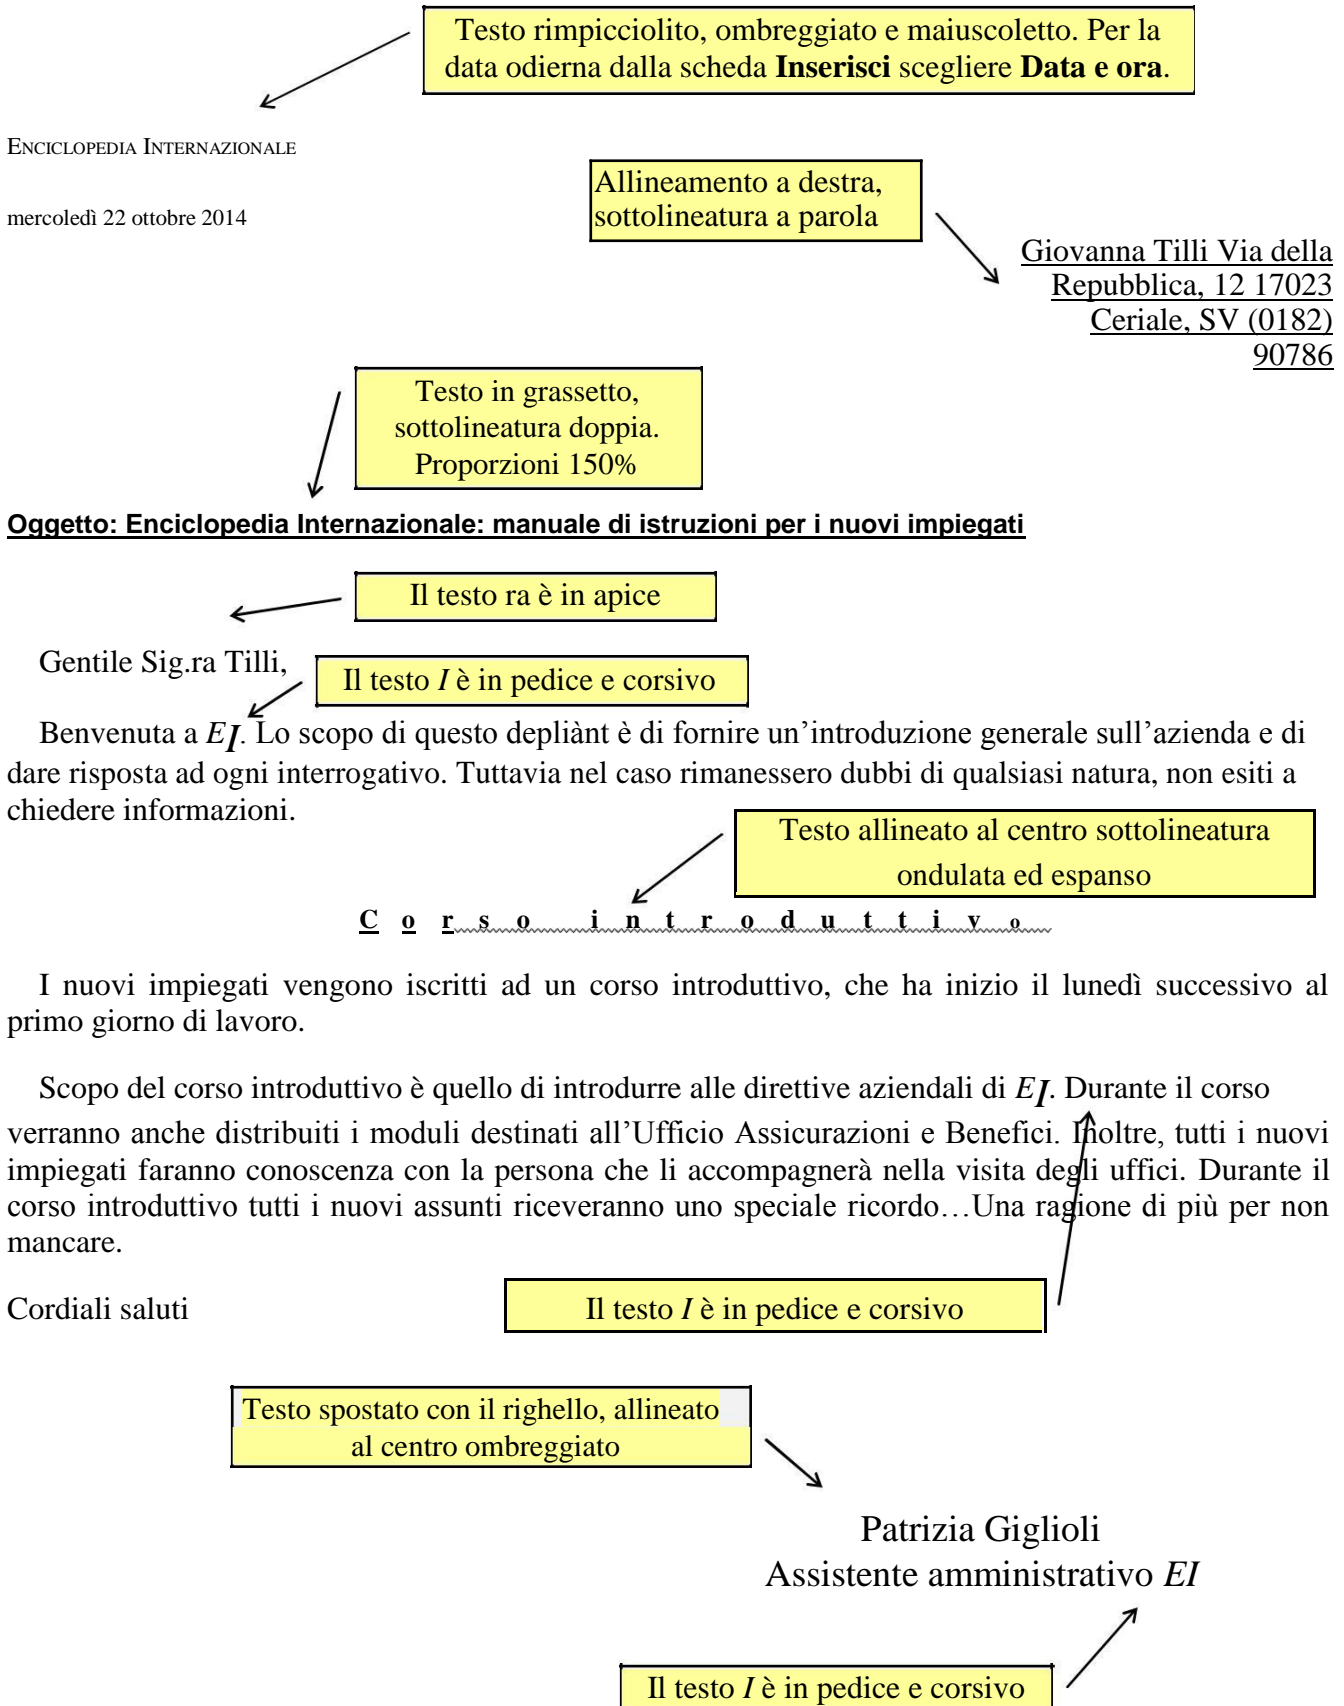 Testo rimpicciolito, ombreggiato e maiuscoletto. Per la
data odierna dalla scheda Inserisci scegliere Data e ora.
ENCICLOPEDIA INTERNAZIONALE
Allineamento a destra,
sottolineatura a parola
mercoledì 22 ottobre 2014
Giovanna Tilli Via della
Repubblica, 12 17023
Ceriale, SV (0182)
90786
Testo in grassetto,
sottolineatura doppia.
Proporzioni 150%
Oggetto: Enciclopedia Internazionale: manuale di istruzioni per i nuovi impiegati
Il testo ra è in apice
Gentile Sig.ra Tilli,
Il testo I è in pedice e corsivo
Benvenuta a EI. Lo scopo di questo depliànt è di fornire un’introduzione generale sull’azienda e di
dare risposta ad ogni interrogativo. Tuttavia nel caso rimanessero dubbi di qualsiasi natura, non esiti a
chiedere informazioni.
Testo allineato al centro sottolineatura
ondulata ed espanso
C o r s o i n t r o d u t t i v o
I nuovi impiegati vengono iscritti ad un corso introduttivo, che ha inizio il lunedì successivo al
primo giorno di lavoro.
Scopo del corso introduttivo è quello di introdurre alle direttive aziendali di EI. Durante il corso
verranno anche distribuiti i moduli destinati all’Ufficio Assicurazioni e Benefici. Inoltre, tutti i nuovi
impiegati faranno conoscenza con la persona che li accompagnerà nella visita degli uffici. Durante il
corso introduttivo tutti i nuovi assunti riceveranno uno speciale ricordo…Una ragione di più per non
mancare.
Cordiali saluti
Il testo I è in pedice e corsivo
Testo spostato con il righello, allineato
al centro ombreggiato
Patrizia Giglioli
Assistente amministrativo EI
Il testo I è in pedice e corsivo